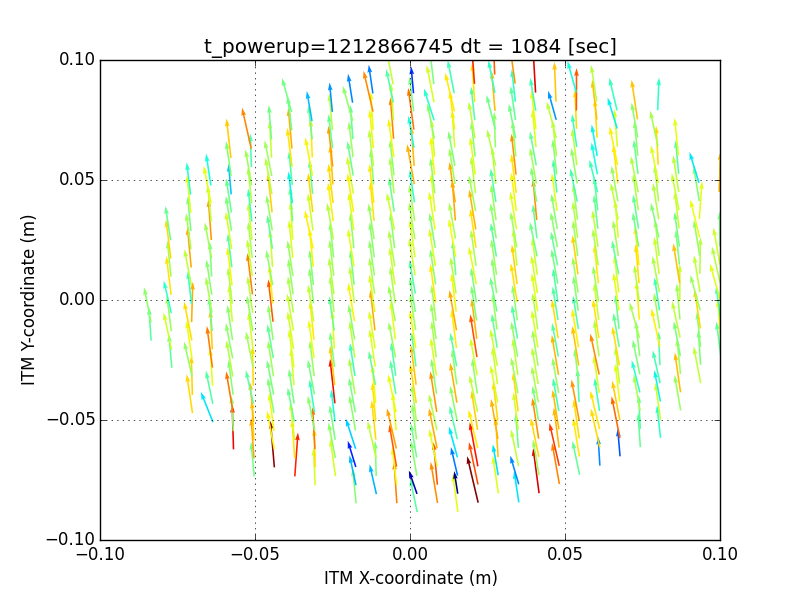 t_powerup=1212866745 dt = 1084 [sec]
0.10
0.05
0.00
−0.05
−0.10
ITM Y-coordinate (m)
−0.10 −0.05 0.00 0.05 0.10
ITM X-coordinate (m)